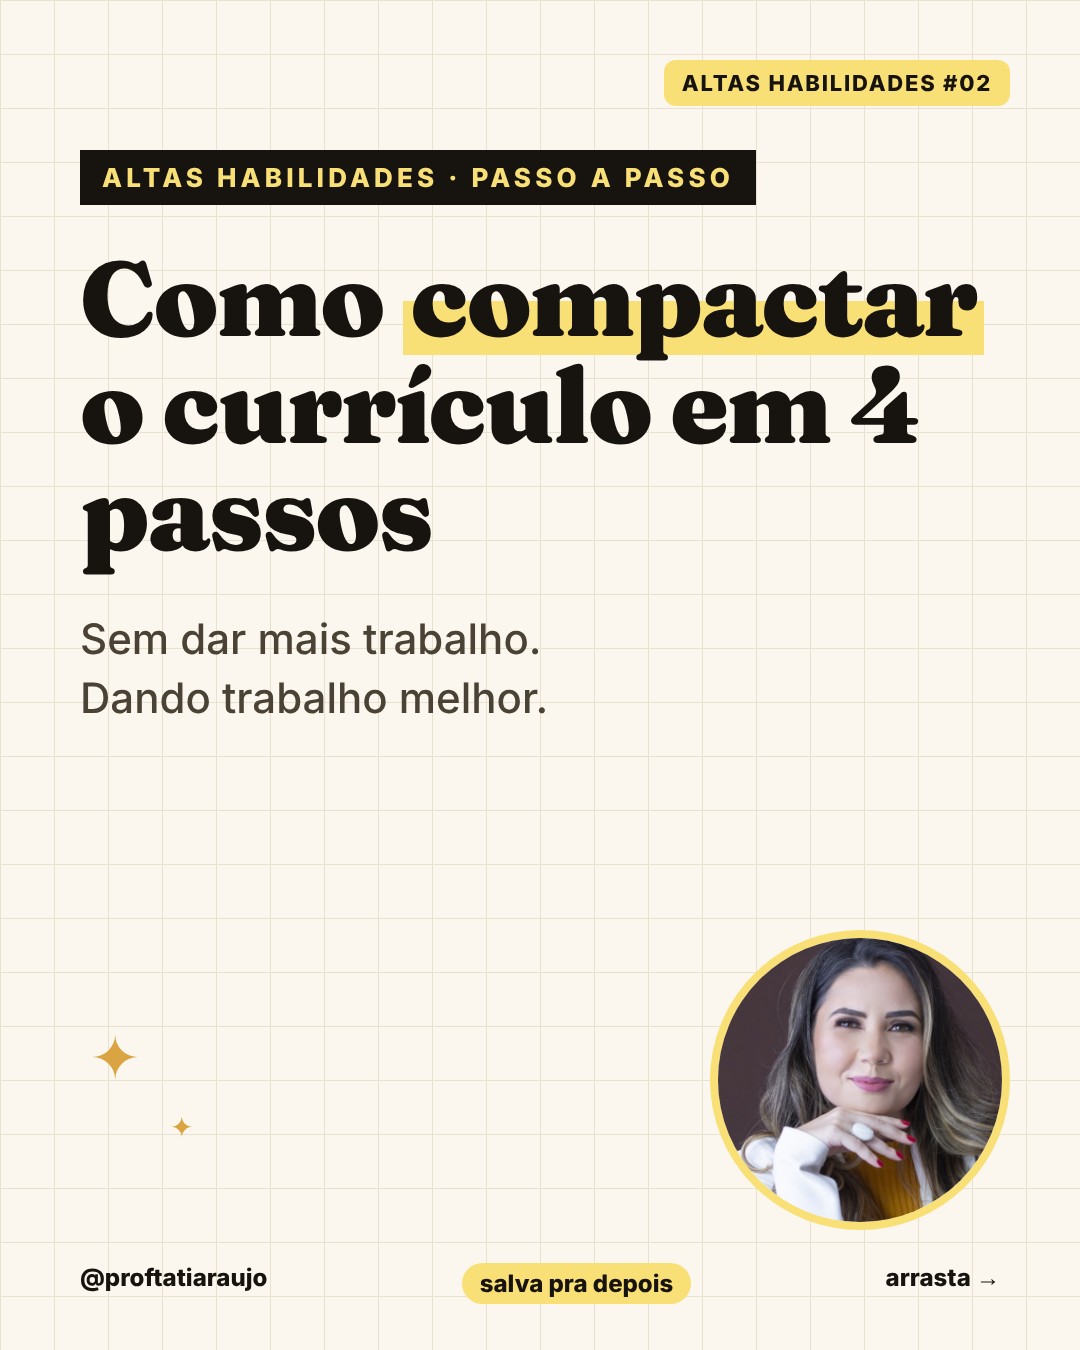 ALTAS HABILIDADES #02
ALTAS HABILIDADES · PASSO A PASSO
Como compactar
o currículo em 4
passos
Sem dar mais trabalho.
Dando trabalho melhor.
@proftatiaraujo
salva pra depois
arrasta →